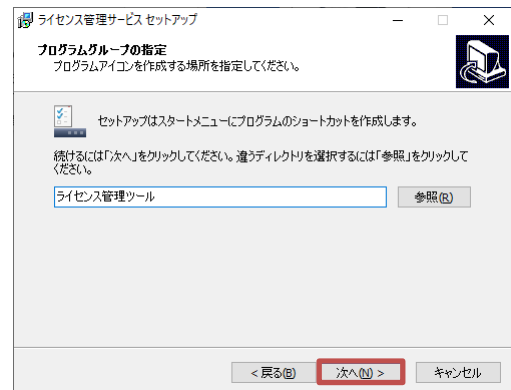 ライセンス管理サービス セットアップ
プログラムグループの指定
プログラムアイコンを作成する場所を指定してください。
セットアップはスタートメニューにプログラムのショートカットを作成します。
続けるには「次へ」をクリックしてください。違うディレクトリを選択するには「参照」をクリックして
ください。
ライセンス管理ツール
参照(R)
< 戻る(B)
次へ(N) >
キャンセル